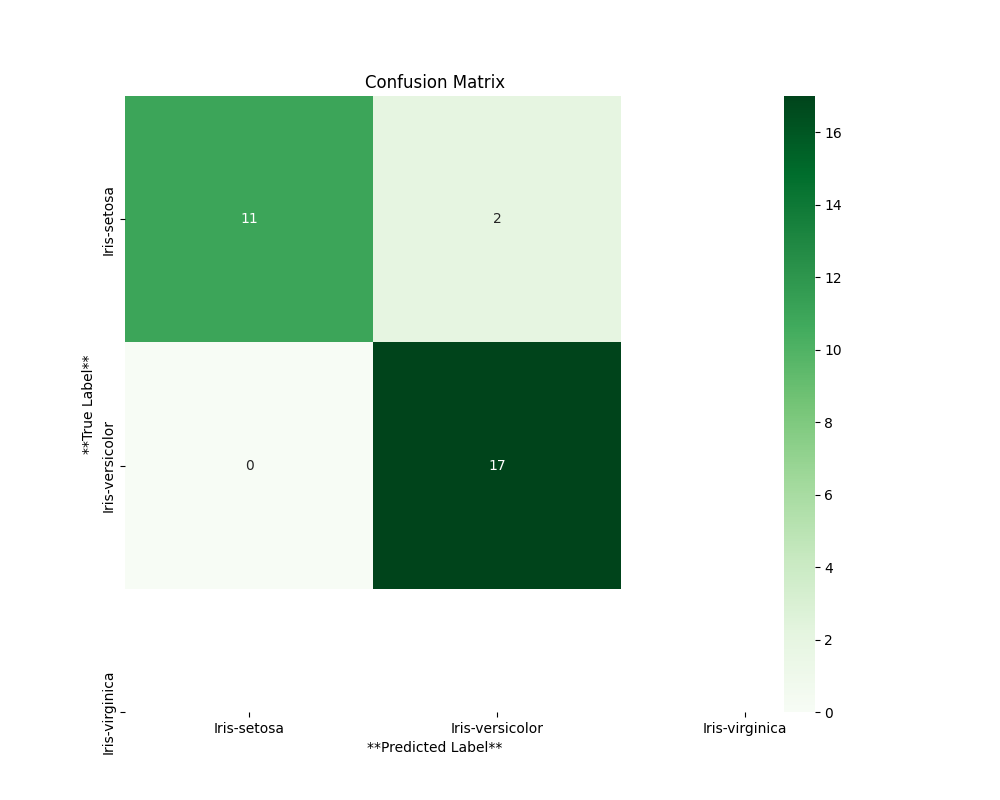 Confusion Matrix
Iris-setosa
Iris-versicolor
Iris-virginica
**True Label**
11
2
0
17
Iris-setosa
Iris-versicolor
Iris-virginica
**Predicted Label**
16
14
12
10
8
6
4
2
0